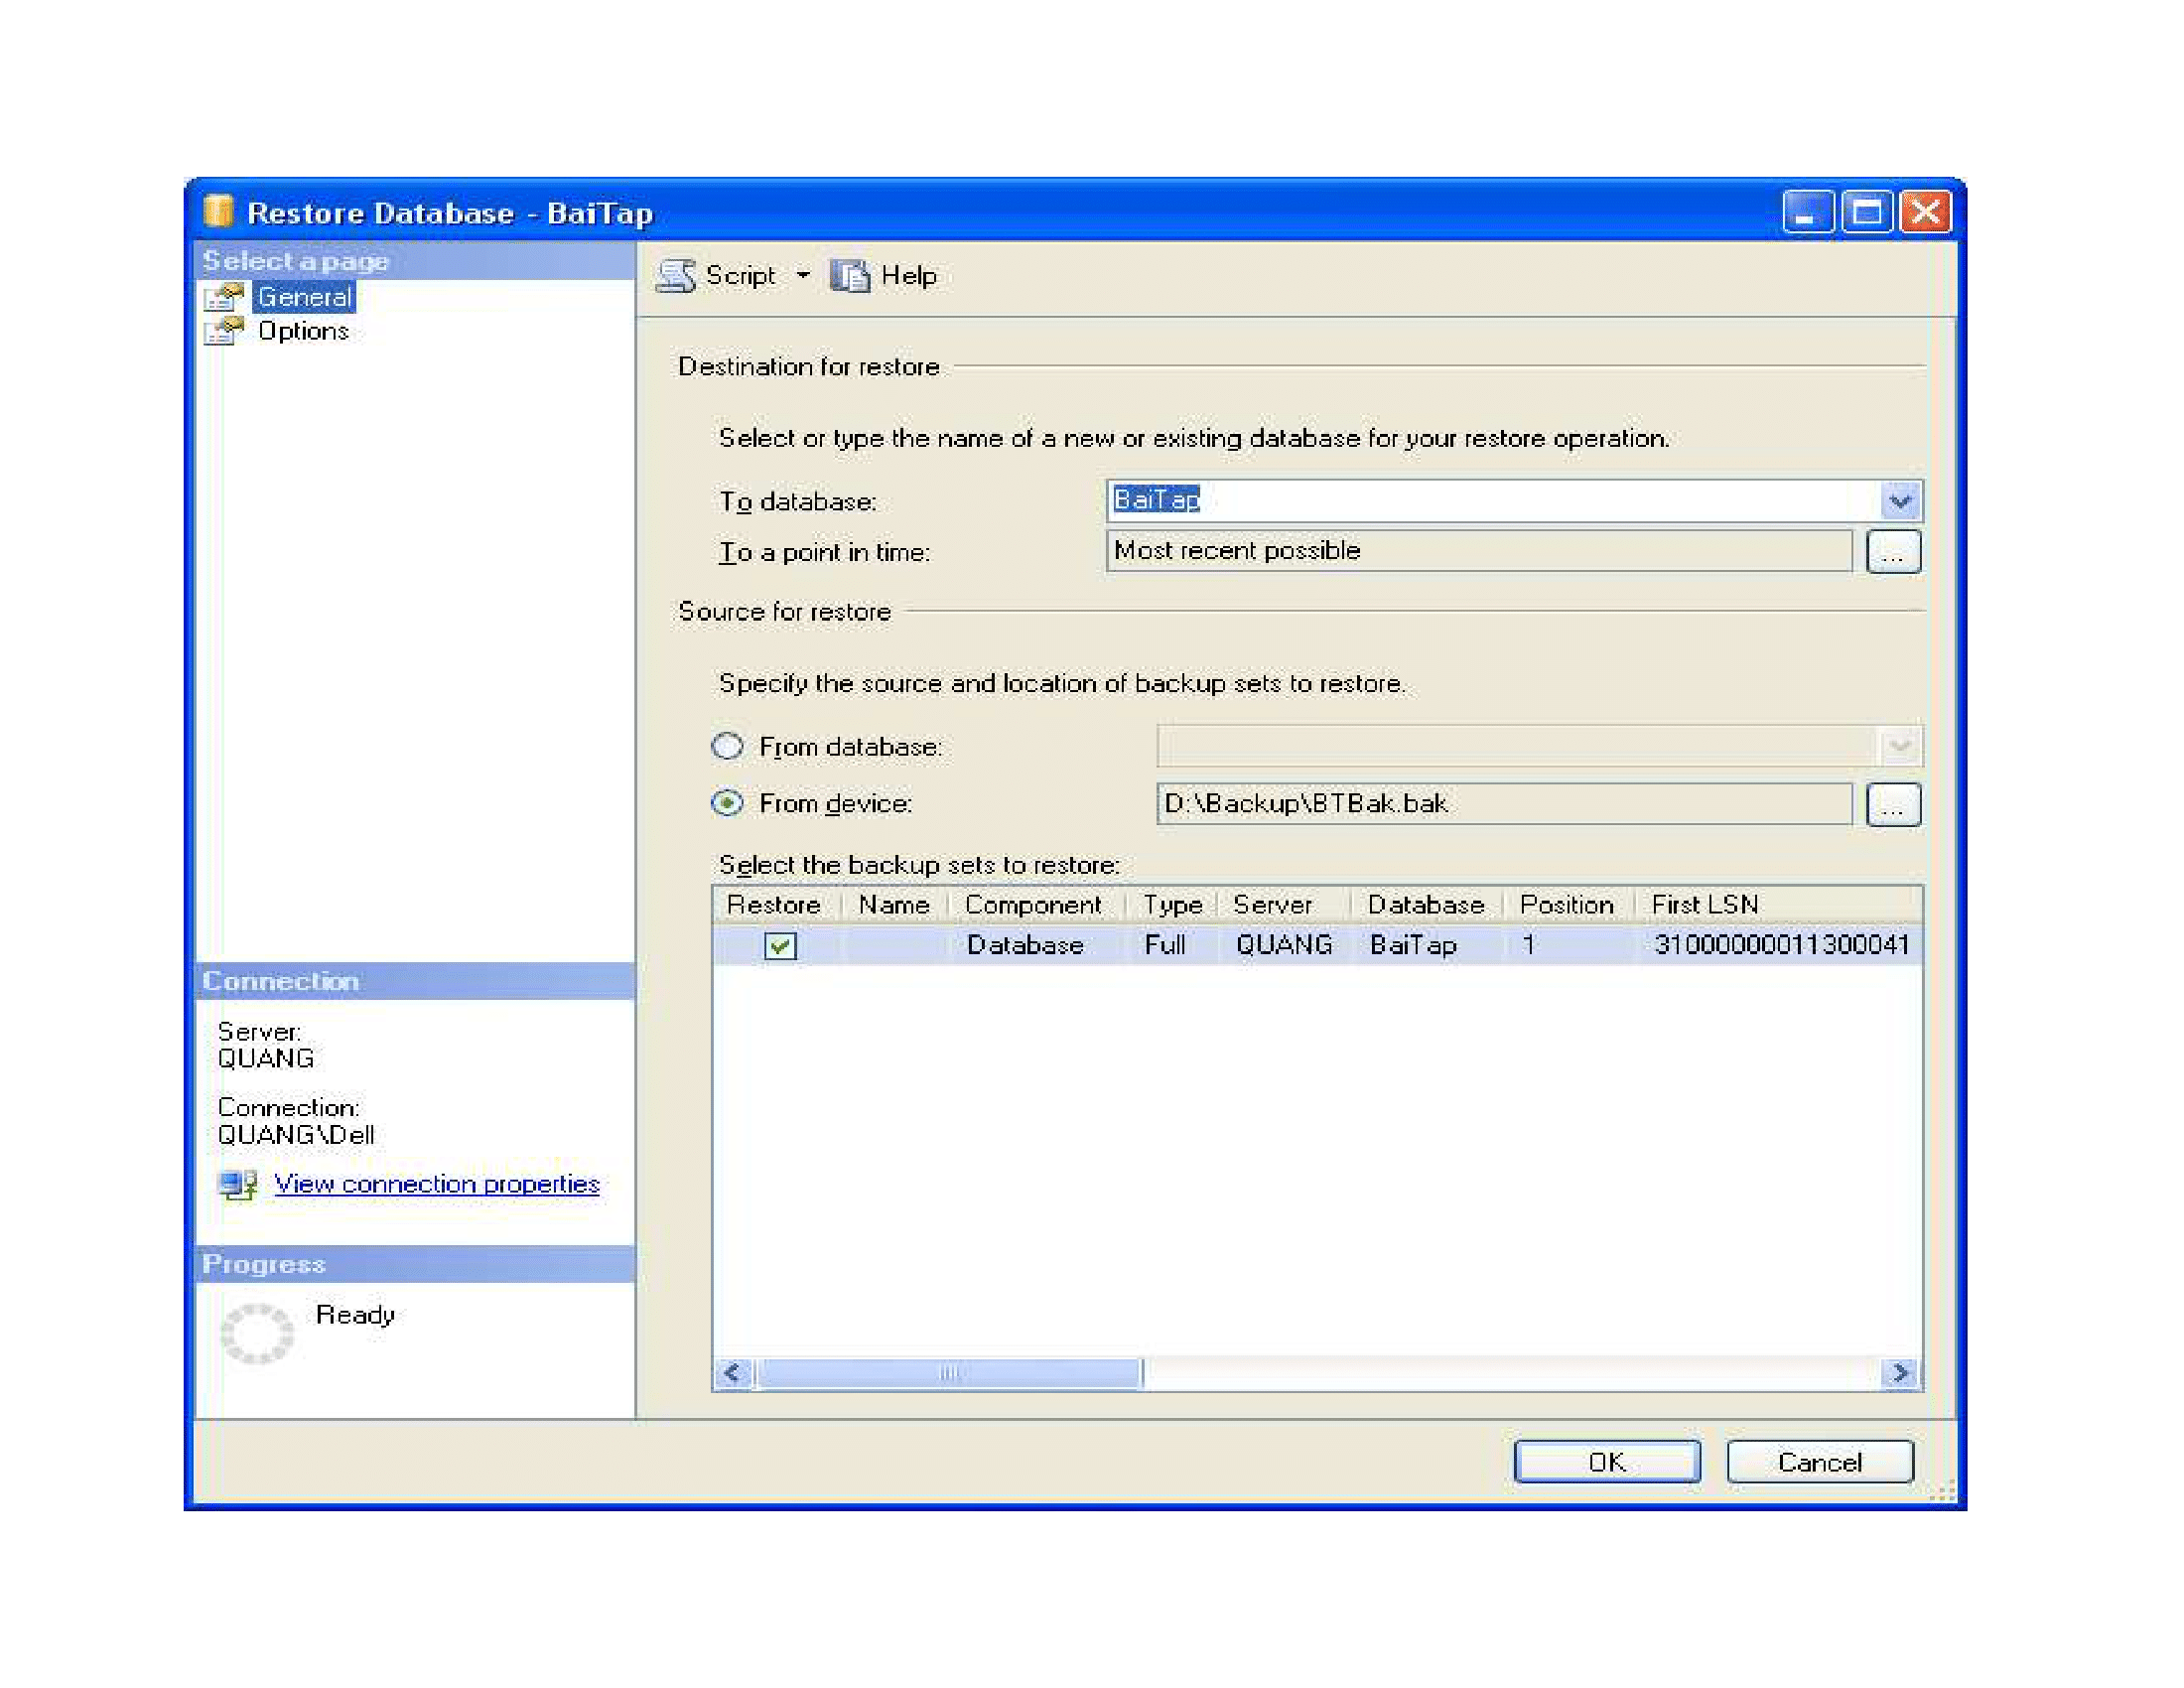 Restore Database - BaiTap
Select a page
General
Options
Script
Help
Destination for restore
Select or type the name of a new or existing database for your restore operation.
To database:
BaiTap
To a point in time:
Most recent possible
...
Source for restore
Specify the source and location of backup sets to restore.
From database:
From device:
D:\Backup\BTBak.bak
...
Select the backup sets to restore:
Restore Name Component Type Server Database Position First LSN
Database Full QUANG BaiTap 1 31000000011300041
Connection
Server:
QUANG
Connection:
QUANG\Dell
View connection properties
Progress
Ready
OK
Cancel